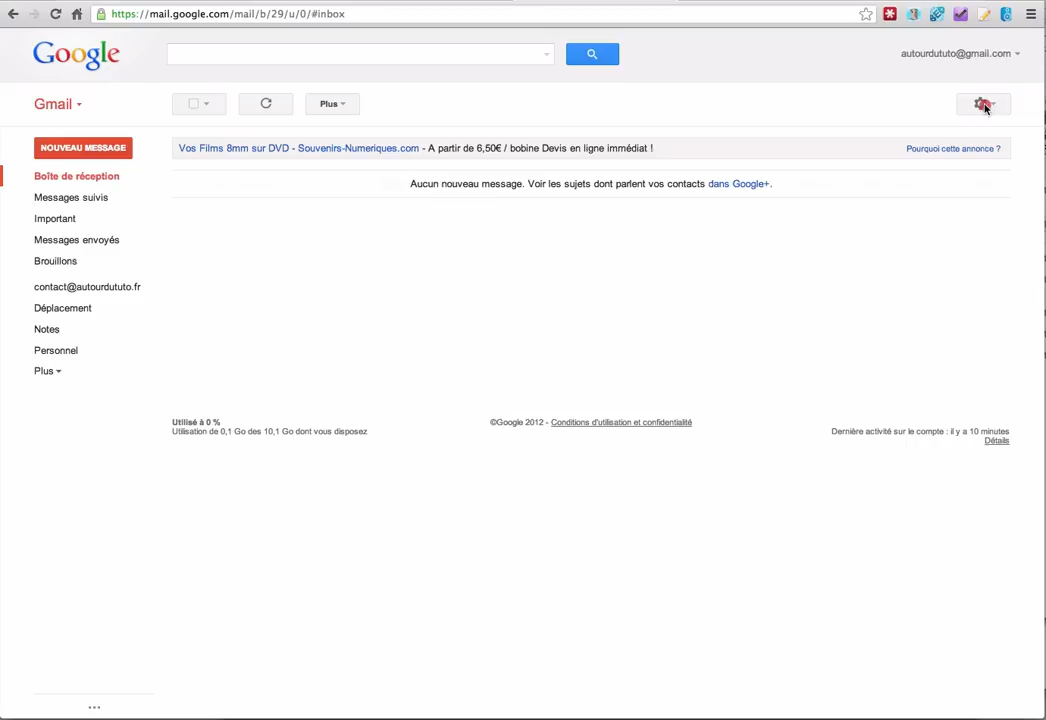 https://mail.google.com/mail/b/29/u/0/#inbox
Google
autourdututo@gmail.com
Gmail
Plus
NOUVEAU MESSAGE
Vos Films 8mm sur DVD - Souvenirs-Numeriques.com - A partir de 6,50€ / bobine Devis en ligne immédiat !
Pourquoi cette annonce ?
Boîte de réception
Aucun nouveau message. Voir les sujets dont parlent vos contacts dans Google+.
Messages suivis
Important
Messages envoyés
Brouillons
contact@autourdututo.fr
Déplacement
Notes
Personnel
Plus
Utilisé à 0 %
Utilisation de 0,1 Go des 10,1 Go dont vous disposez
©Google 2012 - Conditions d'utilisation et confidentialité
Dernière activité sur le compte : il y a 10 minutes
Détails